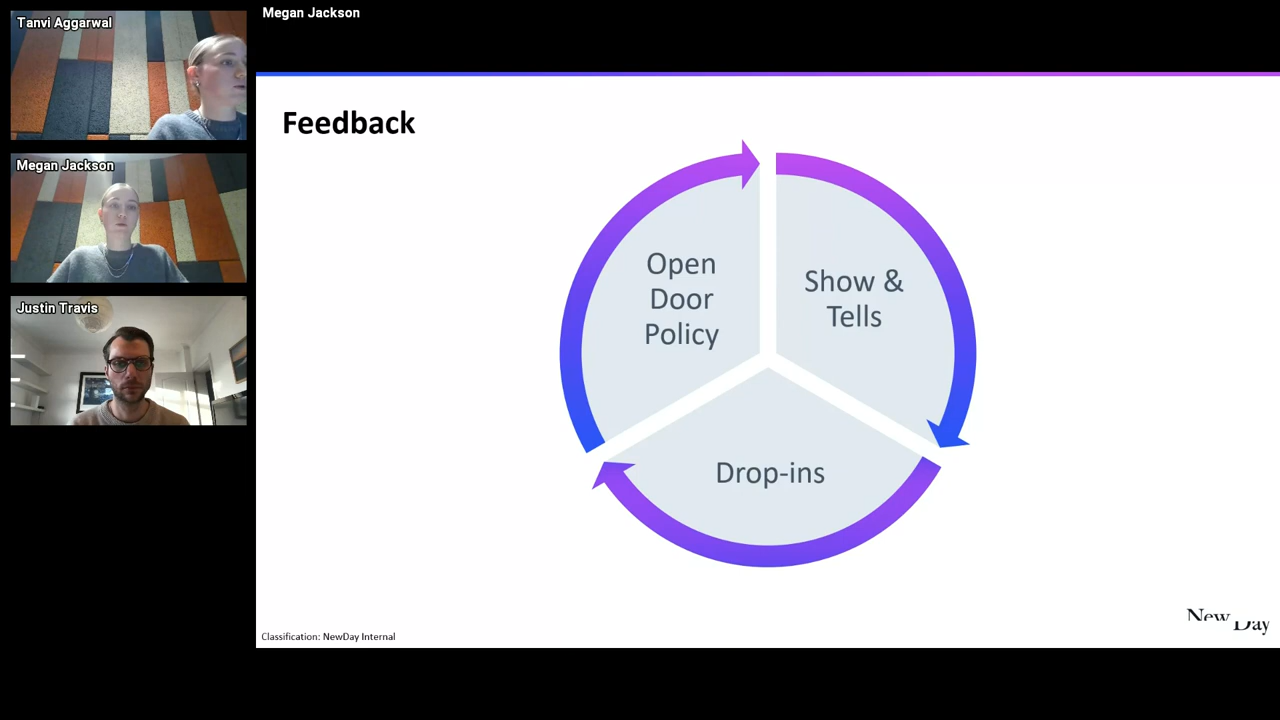 Tanvi Aggarwal
Megan Jackson
Justin Travis
Megan Jackson
Feedback
Open
Door
Policy
Show &
Tells
Drop-ins
Classification: NewDay Internal
New Day